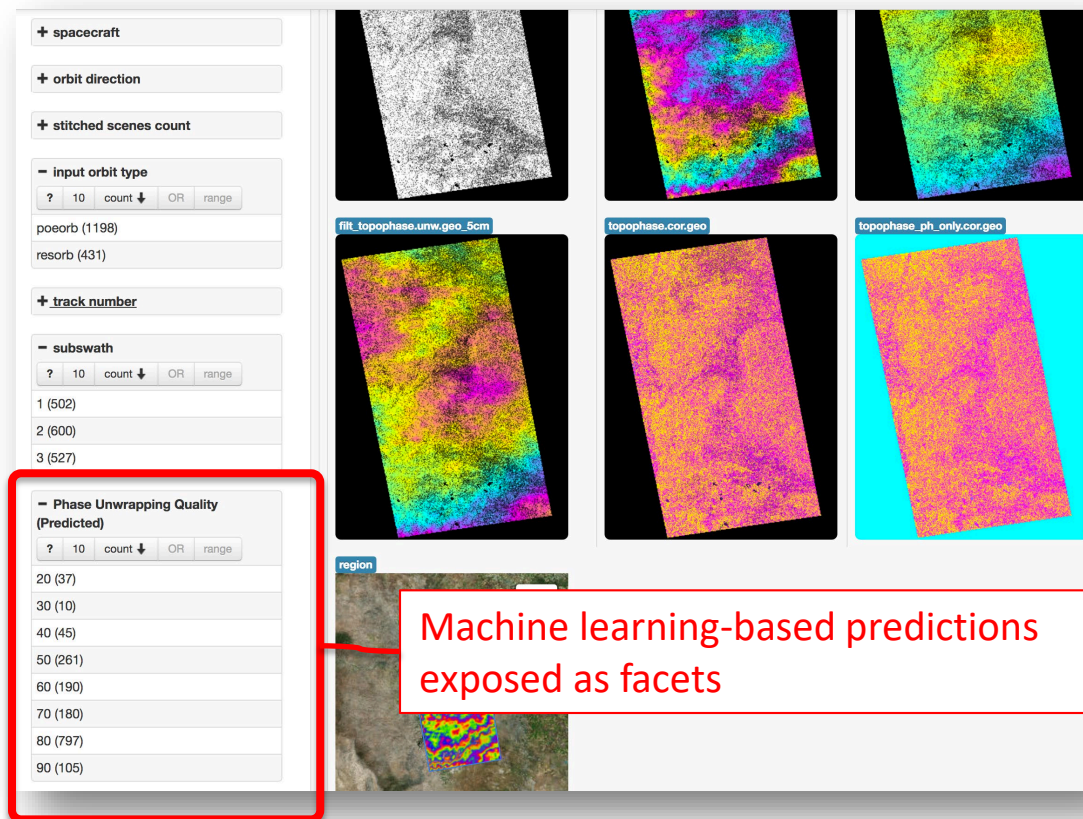 + spacecraft
+ orbit direction
+ stitched scenes count
− input orbit type
? 10 count ↓ OR range
poeorb (1198)
resorb (431)
+ track number
− subswath
? 10 count ↓ OR range
1 (502)
2 (600)
3 (527)
− Phase Unwrapping Quality
(Predicted)
? 10 count ↓ OR range
20 (37)
30 (10)
40 (45)
50 (261)
60 (190)
70 (180)
80 (797)
90 (105)
filt_topophase.unw.geo_5cm
topophase.cor.geo
topophase_ph_only.cor.geo
region
Machine learning-based predictions
exposed as facets